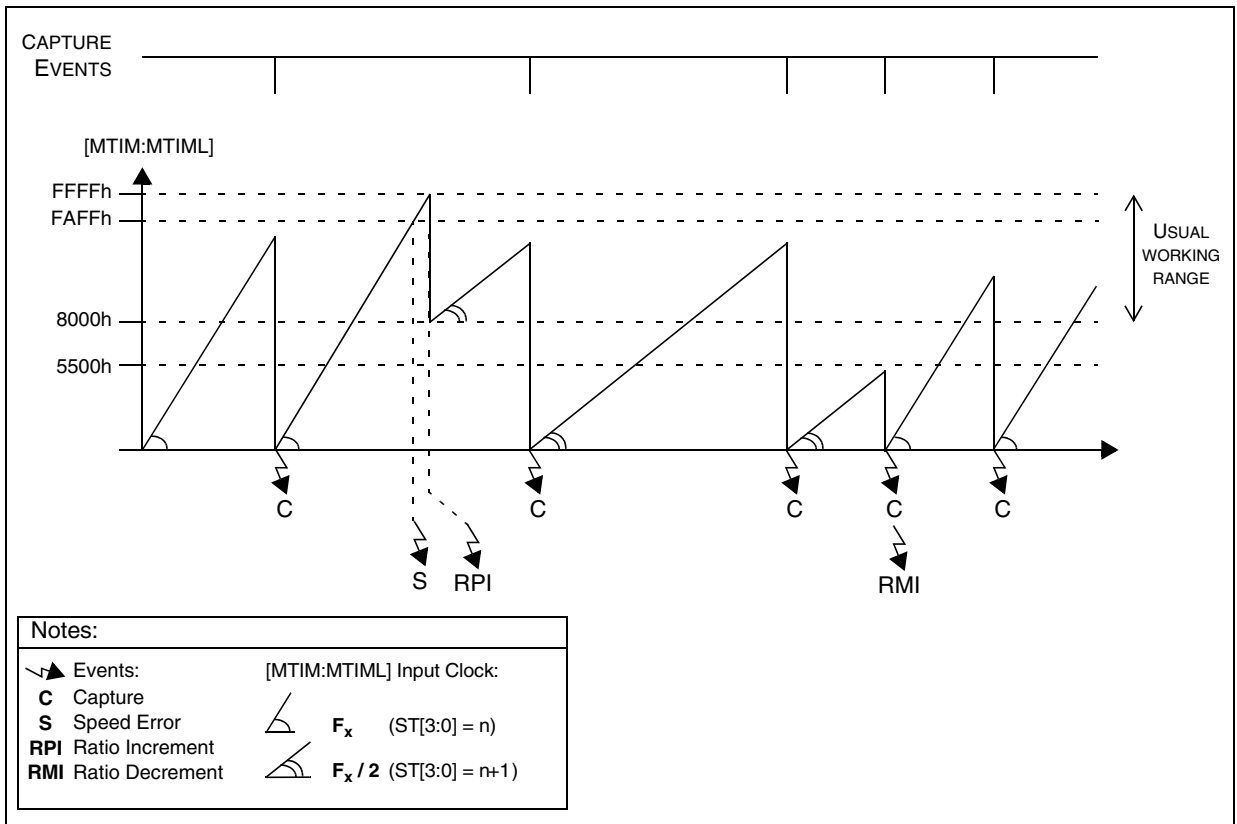 CAPTURE
EVENTS
[MTIM:MTIML]
FFFFh
FAFFh
USUAL
WORKING
RANGE
8000h
5500h
C
C
C
C
C
S
RPI
RMI
Notes:
Events:
[MTIM:MTIML] Input Clock:
C Capture
S Speed Error
Fx (ST[3:0] = n)
RPI Ratio Increment
RMI Ratio Decrement
Fx / 2 (ST[3:0] = n+1)